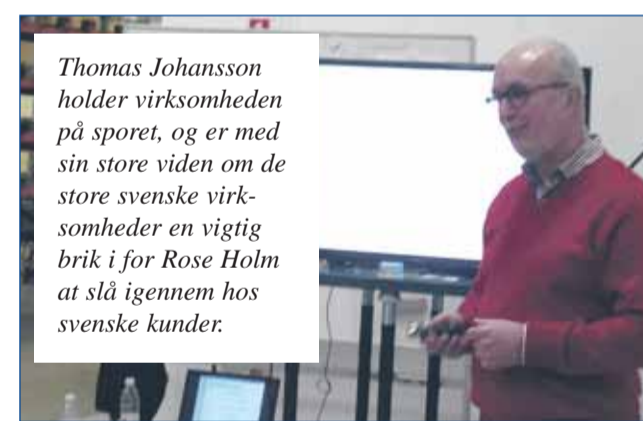 Thomas Johansson
holder virksomheden
på sporet, og er med
sin store viden om de
store svenske virk-
somheder en vigtig
brik i for Rose Holm
at slå igennem hos
svenske kunder.